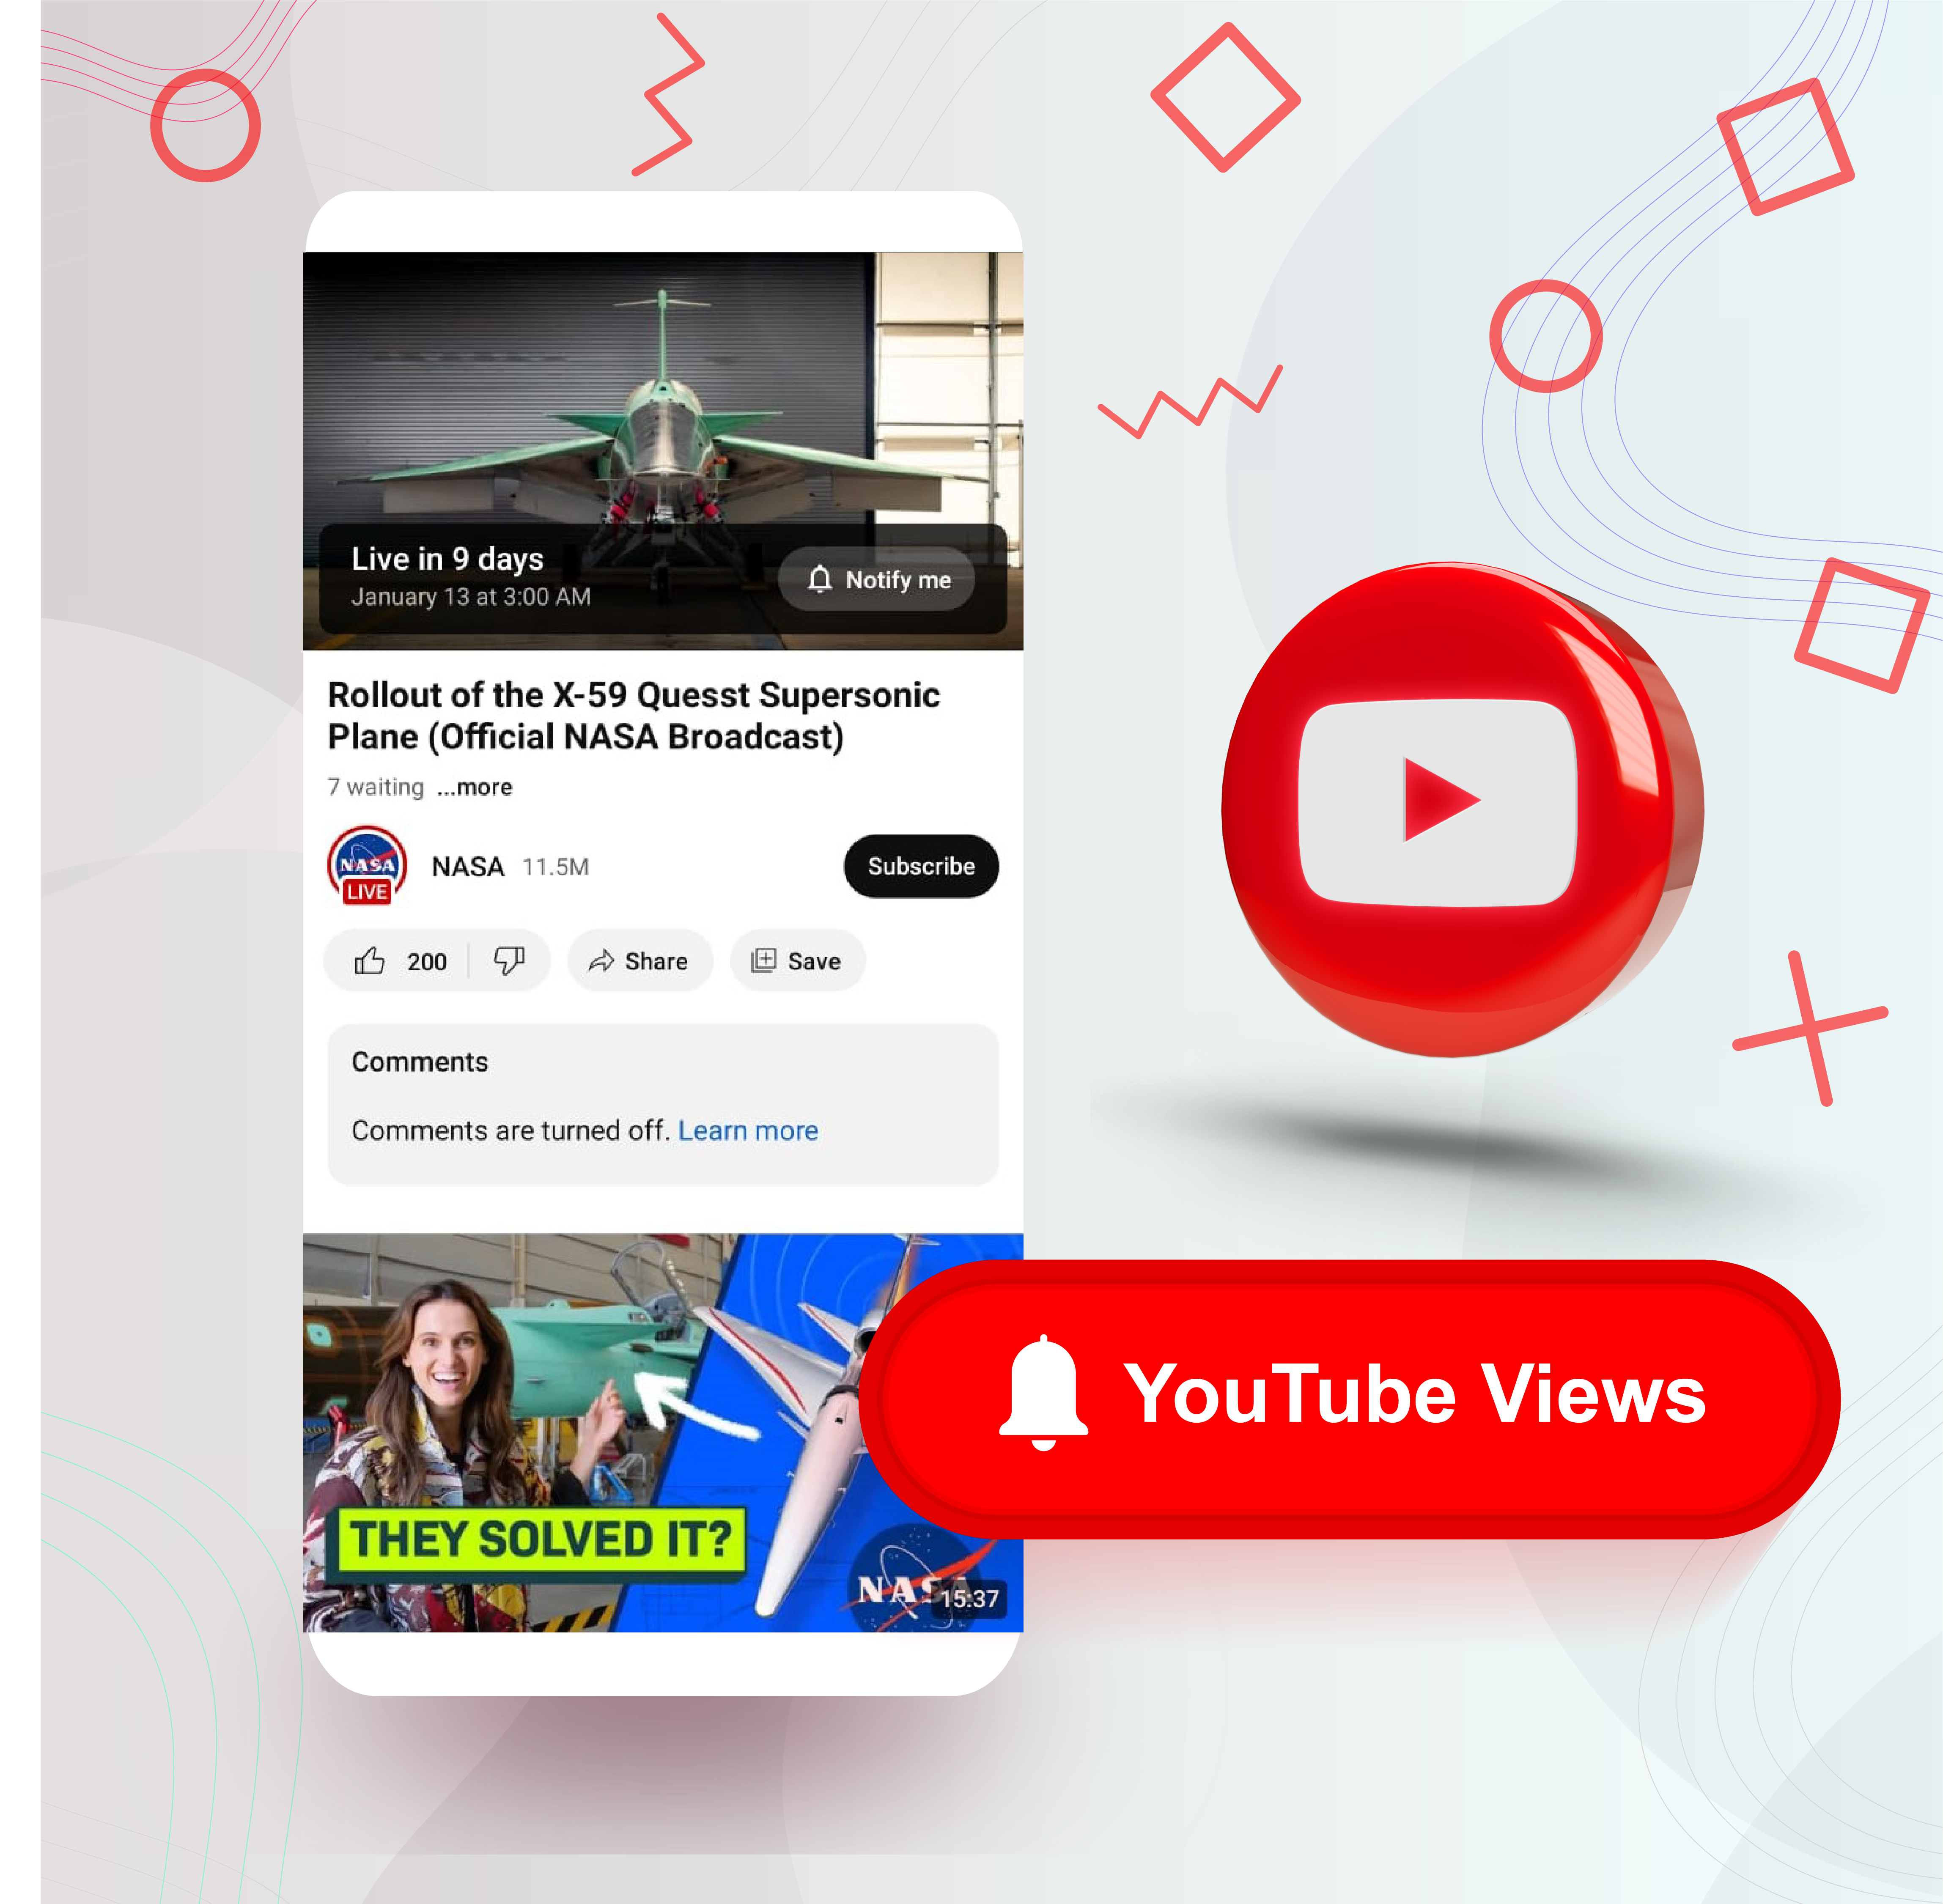 Live in 9 days
January 13 at 3:00 AM
Notify me
Rollout of the X-59 Quesst Supersonic
Plane (Official NASA Broadcast)
7 waiting ...more
NASA
LIVE
NASA 11.5M
Subscribe
200
Share
Save
Comments
Comments are turned off. Learn more
YouTube Views
THEY SOLVED IT?
NASA
15:37